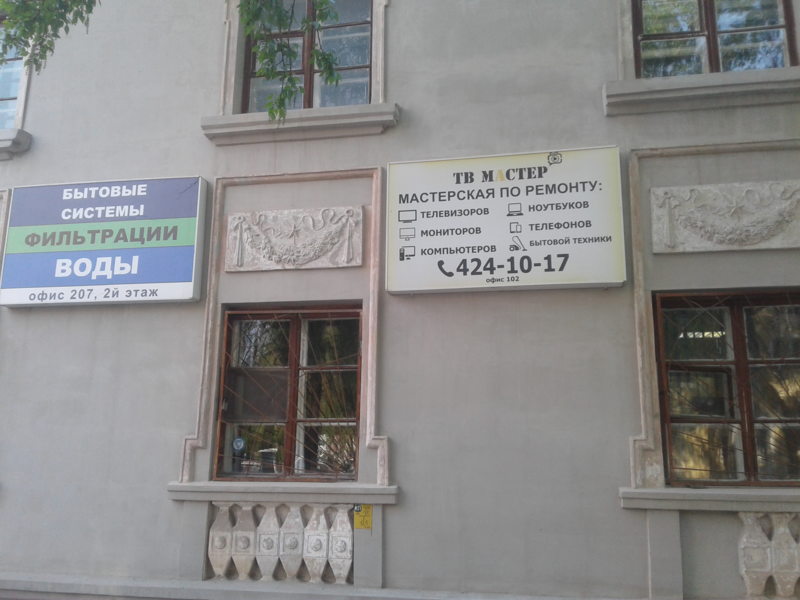 БЫТОВЫЕ
СИСТЕМЫ
ФИЛЬТРАЦИИ
ВОДЫ
офис 207, 2й этаж
ТВ МАСТЕР
МАСТЕРСКАЯ ПО РЕМОНТУ:
ТЕЛЕВИЗОРОВ
МОНИТОРОВ
КОМПЬЮТЕРОВ
НОУТБУКОВ
ТЕЛЕФОНОВ
БЫТОВОЙ ТЕХНИКИ
424-10-17
офис 102